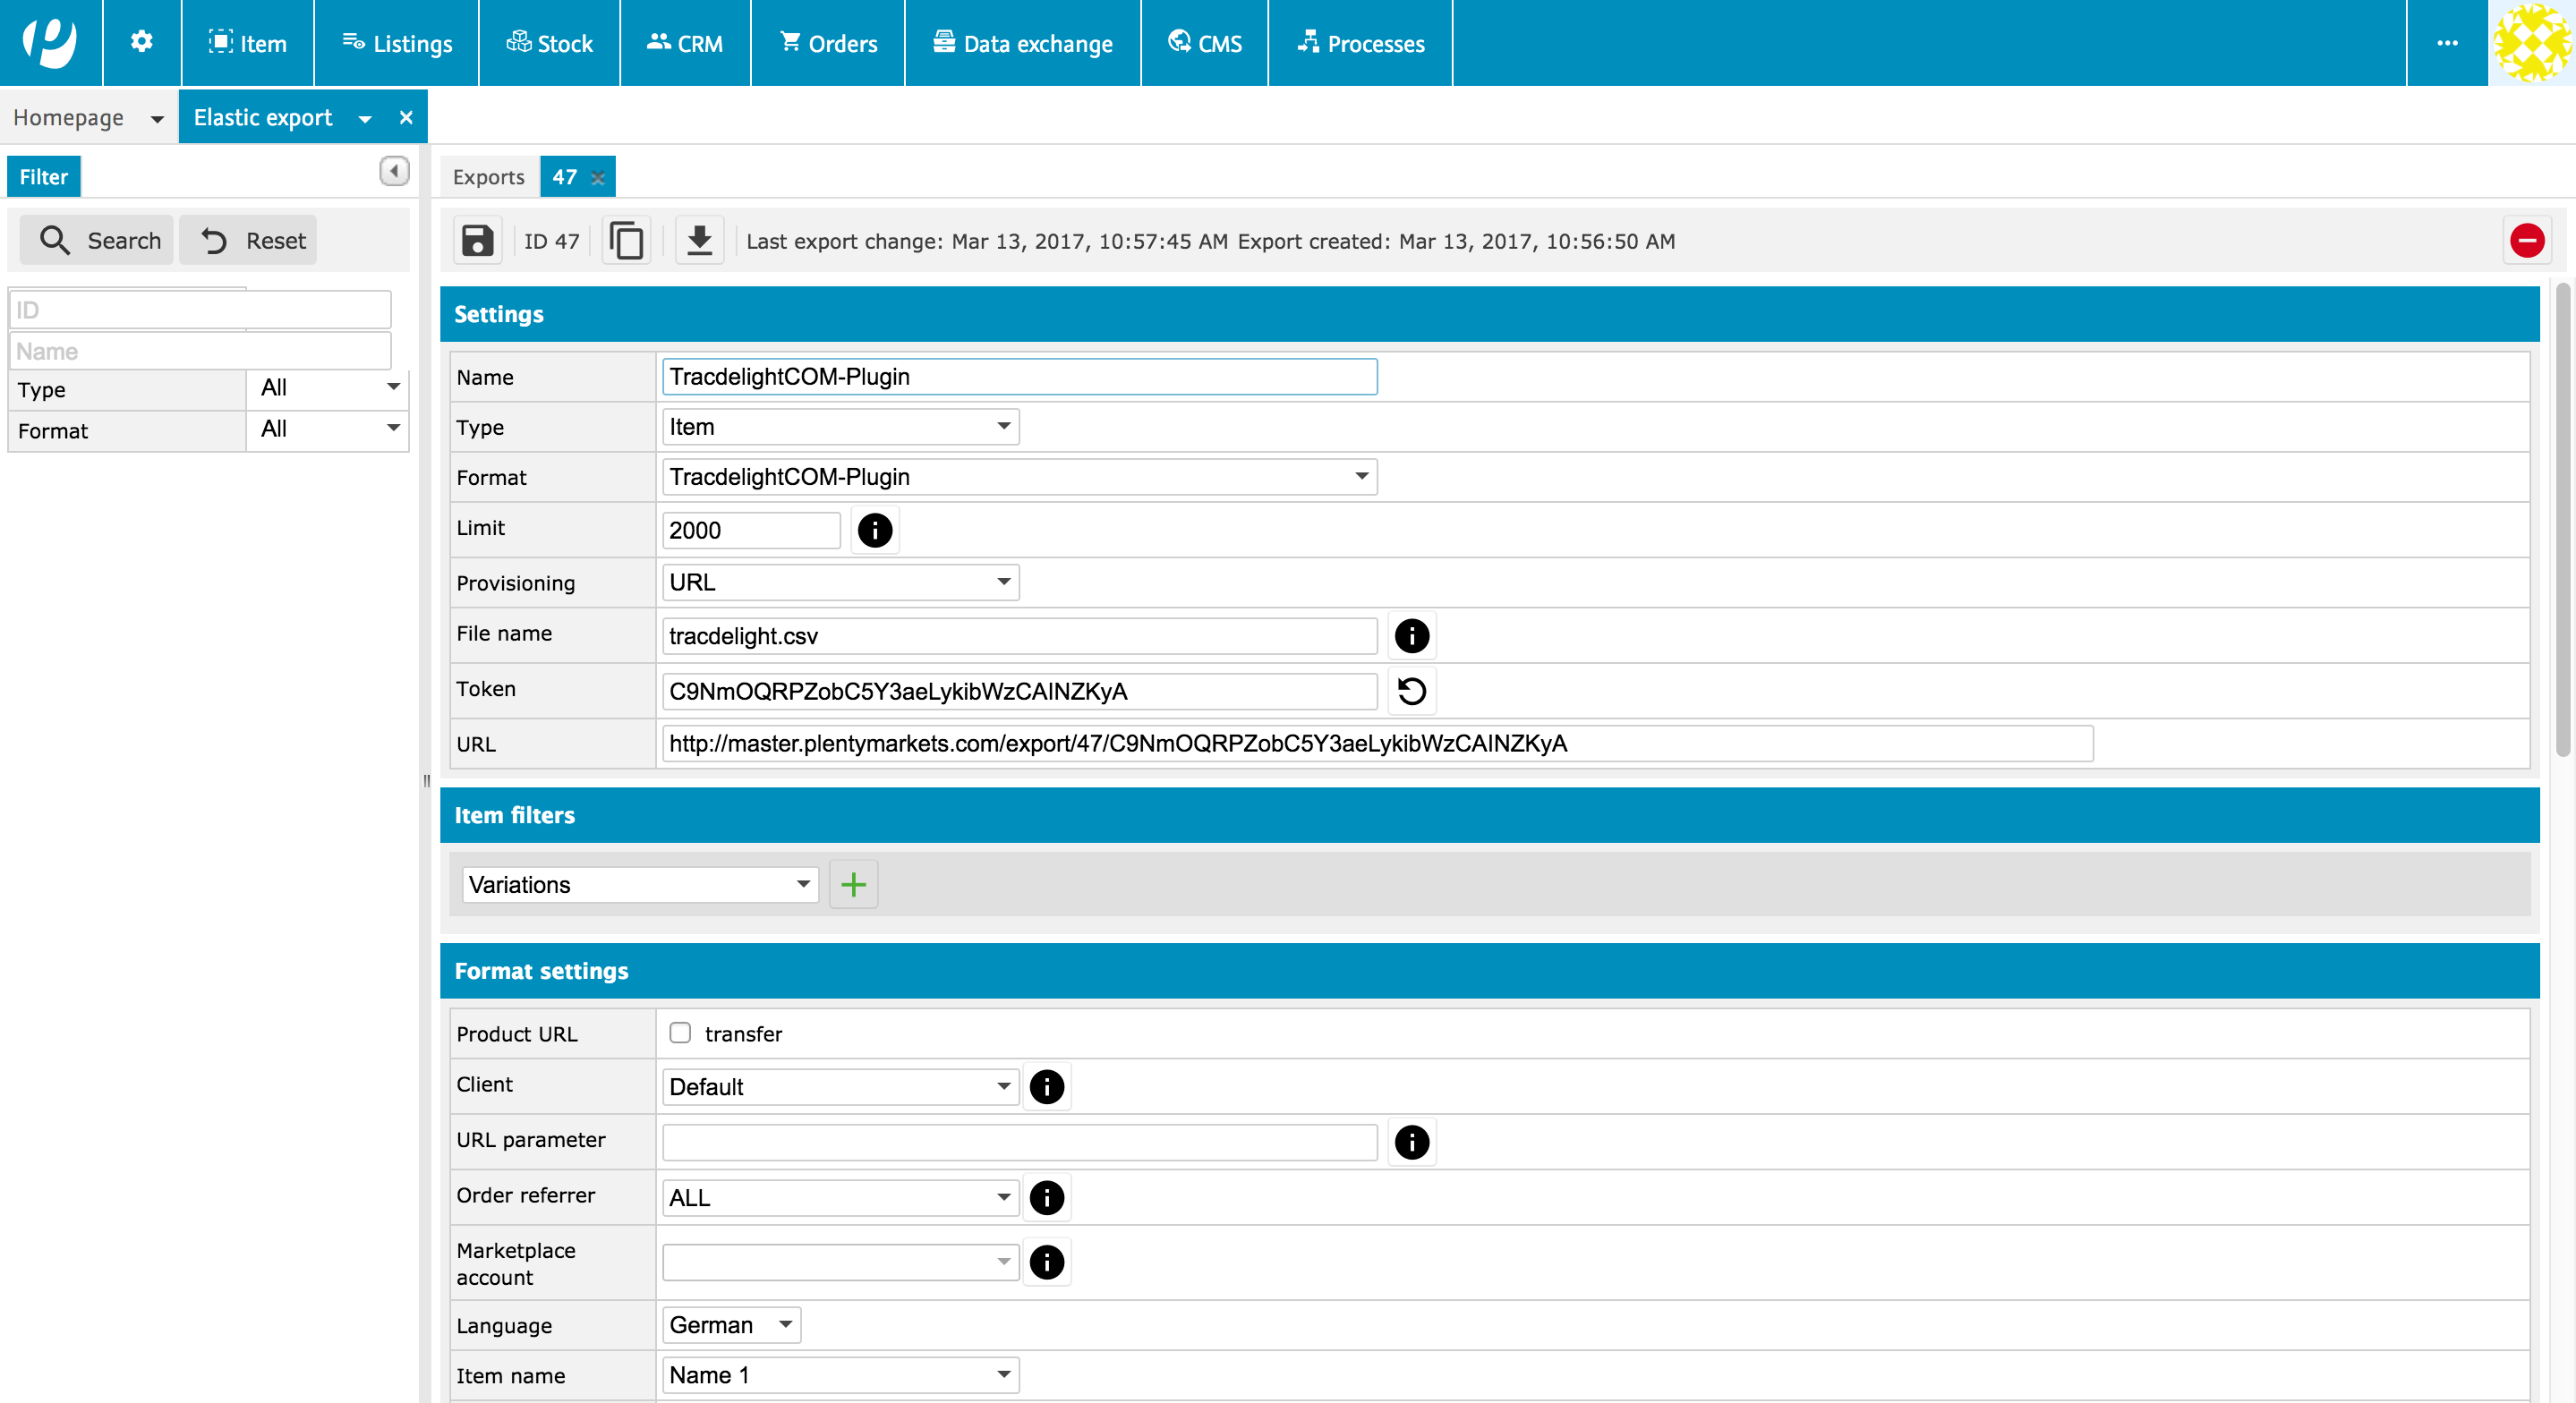 Item Listings Stock CRM Orders Data exchange CMS Processes ...
Homepage Elastic export
Filter
Search Reset
ID
Name
Type All
Format All
Exports 47
ID 47 Last export change: Mar 13, 2017, 10:57:45 AM Export created: Mar 13, 2017, 10:56:50 AM
Settings
Name TracdelightCOM-Plugin
Type Item
Format TracdelightCOM-Plugin
Limit 2000
Provisioning URL
File name tracdelight.csv
Token C9NmOQRPZobC5Y3aeLykibWzCAINZKyA
URL http://master.plentymarkets.com/export/47/C9NmOQRPZobC5Y3aeLykibWzCAINZKyA
Item filters
Variations
Format settings
Product URL transfer
Client Default
URL parameter
Order referrer ALL
Marketplace
account
Language German
Item name Name 1